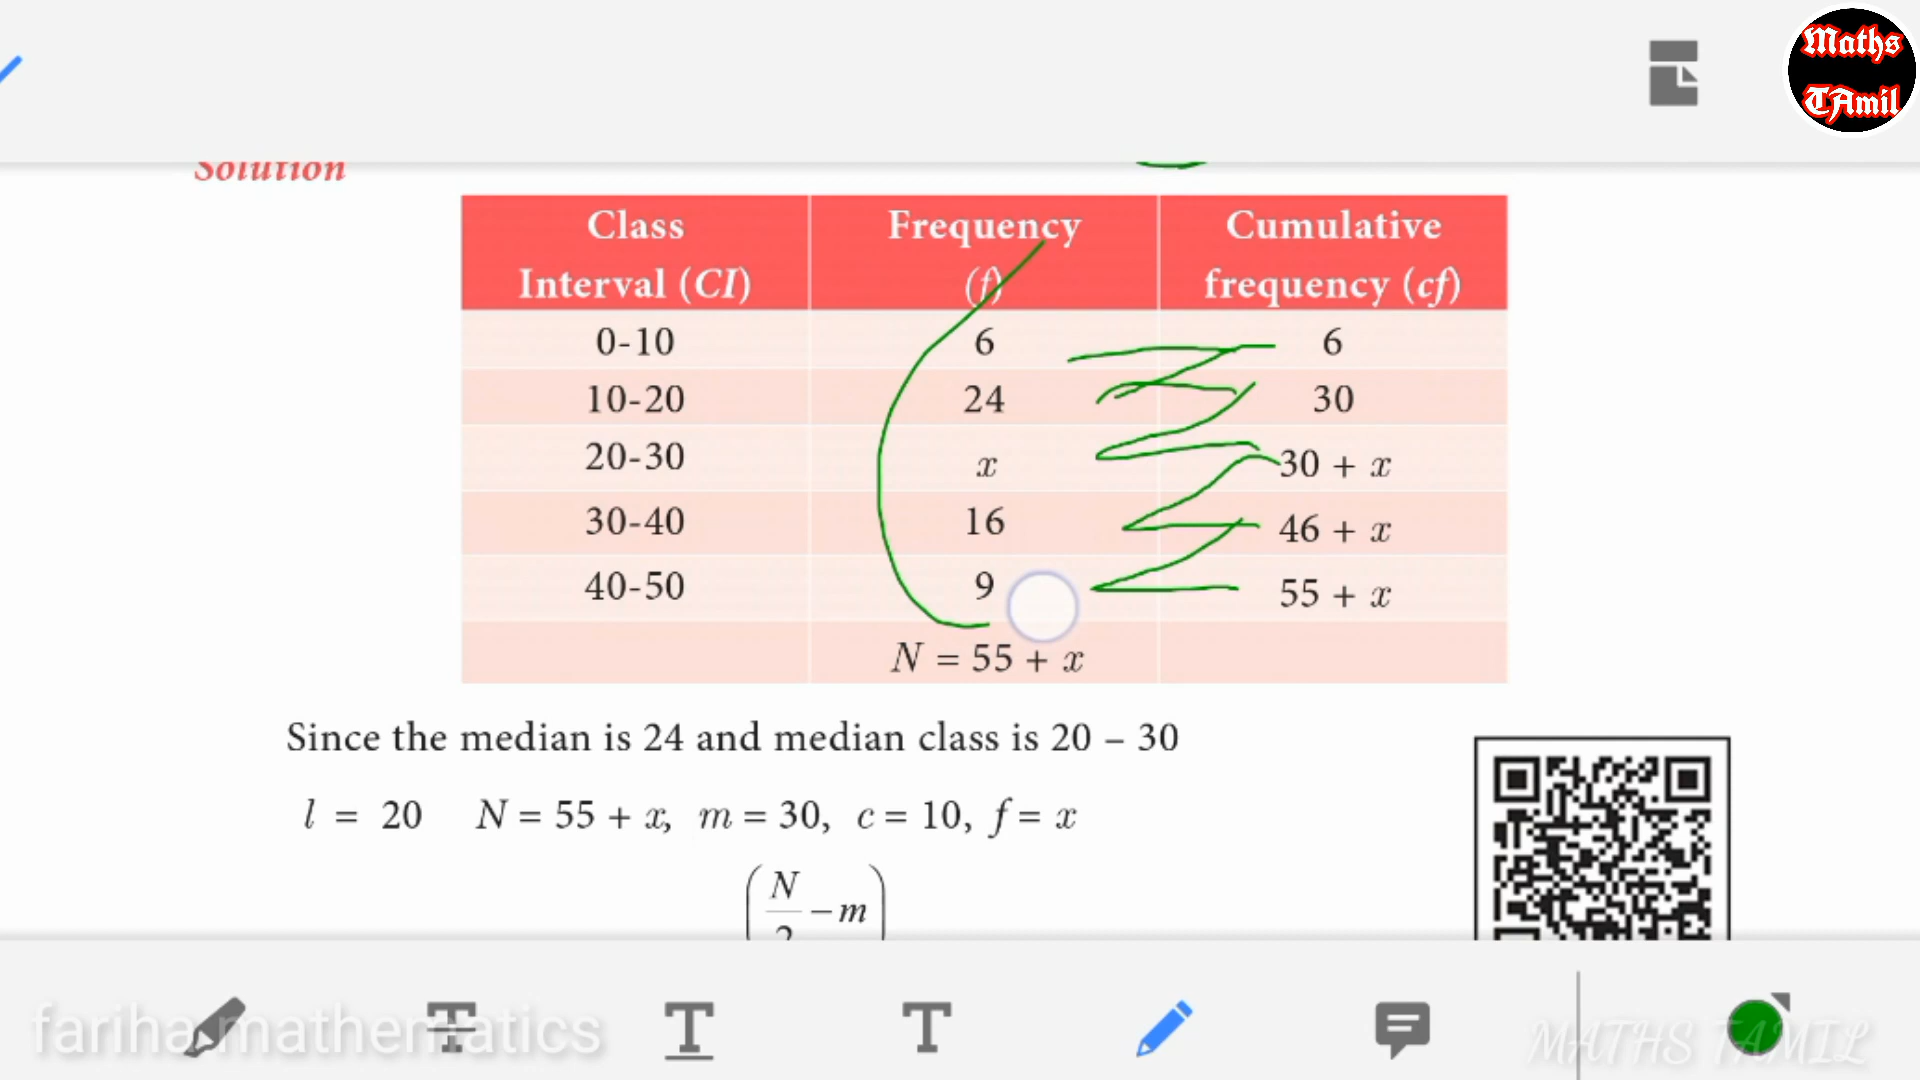 Maths
TAmil
Solution
Class Interval (CI) Frequency (f) Cumulative frequency (cf)
0-10 6 6
10-20 24 30
20-30 x 30 + x
30-40 16 46 + x
40-50 9 55 + x
N = 55 + x
Since the median is 24 and median class is 20 – 30
l = 20 N = 55 + x, m = 30, c = 10, f = x
(N/2 – m)
T T T
fariha mathematics
MATHS TAMIL